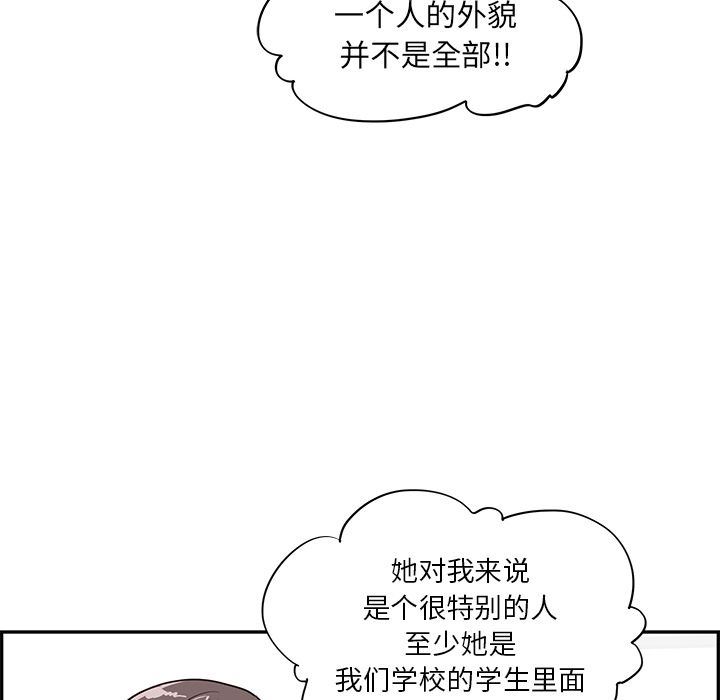 一个人的外貌
并不是全部!!
她对我来说
是个很特别的人
至少她是
我们学校的学生里面